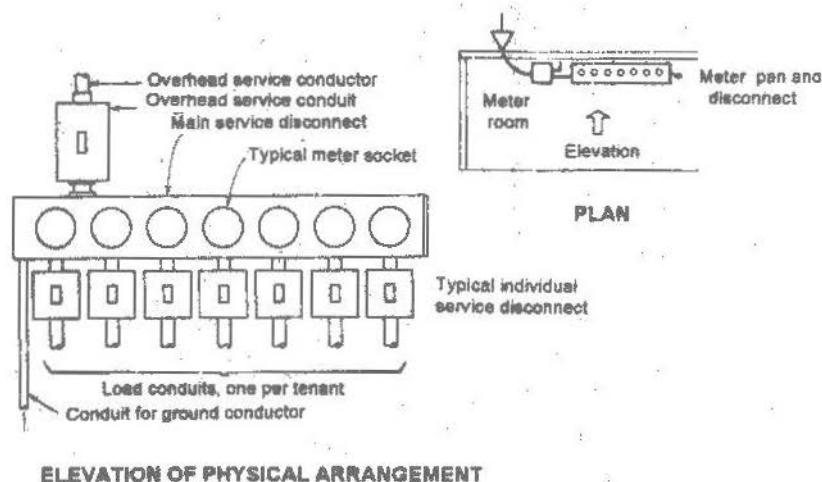 Overhead service conductor
Overhead service conduit
Main service disconnect
Typical meter socket
Typical individual
service disconnect
Load conduits, one per tenant
Conduit for ground conductor
ELEVATION OF PHYSICAL ARRANGEMENT
Meter pan and
disconnect
Meter
room
Elevation
PLAN